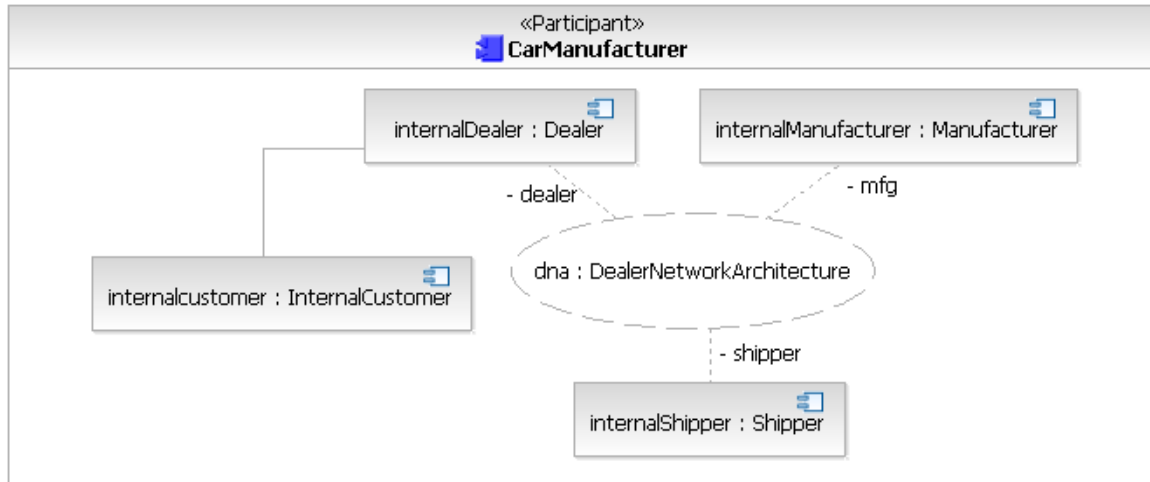 «Participant»
CarManufacturer
internalDealer : Dealer
internalManufacturer : Manufacturer
- dealer
- mfg
dna : DealerNetworkArchitecture
internalcustomer : InternalCustomer
- shipper
internalShipper : Shipper